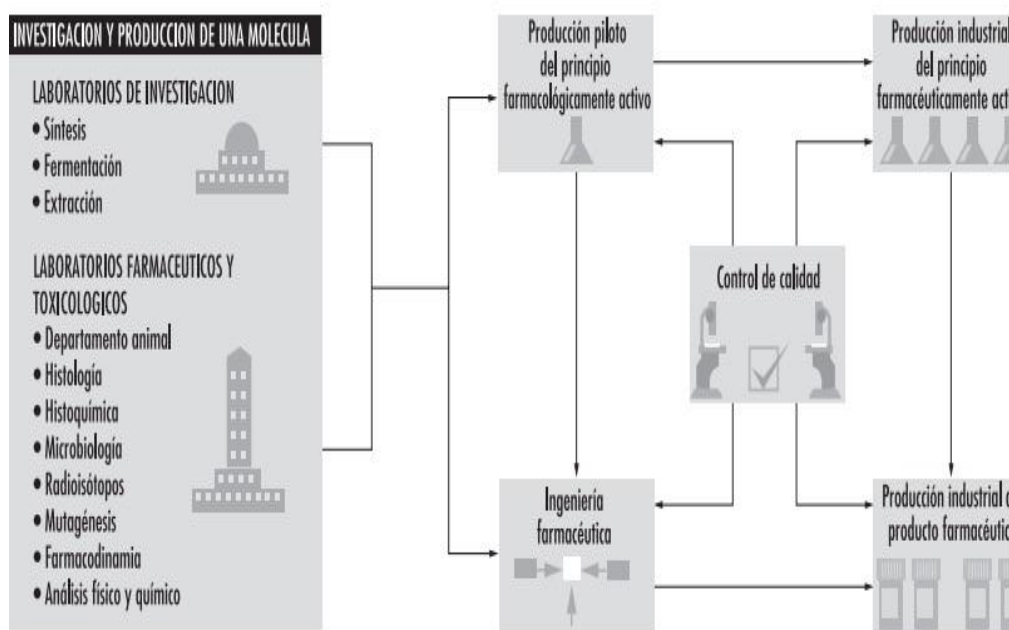 INVESTIGACION Y PRODUCCION DE UNA MOLECULA
LABORATORIOS DE INVESTIGACION
• Síntesis
• Fermentación
• Extracción
LABORATORIOS FARMACEUTICOS Y
TOXICOLOGICOS
• Departamento animal
• Histología
• Histoquímica
• Microbiología
• Radioisótopos
• Mutagénesis
• Farmacodinamia
• Análisis físico y químico
Producción piloto
del principio
farmacológicamente activo
Producción industrial
del principio
farmacéuticamente
Control de calidad
Ingeniería
farmacéutica
Producción industrial
producto